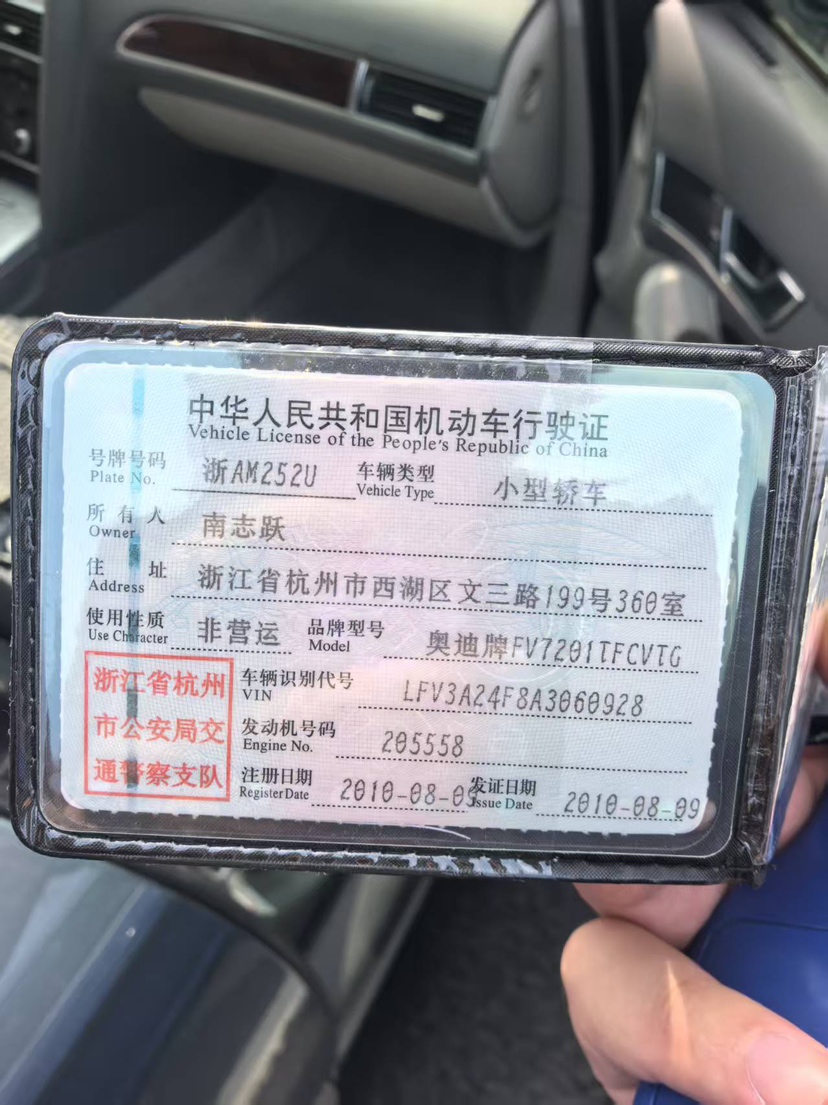 中华人民共和国机动车行驶证
Vehicle License of the People's Republic of China
号牌号码 浙AM252U 车辆类型 小型轿车
Plate No. Vehicle Type
所有人 南志跃
Owner
住址 浙江省杭州市西湖区文三路199号360室
Address
使用性质 非营运 品牌型号 奥迪牌FV7201TFCVTG
Use Character Model
浙江省杭州
市公安局交
通警察支队
车辆识别代号 LFV3A24F8A3060928
VIN
发动机号码 205558
Engine No.
注册日期 2010-08-09 发证日期 2010-08-09
Register Date Issue Date